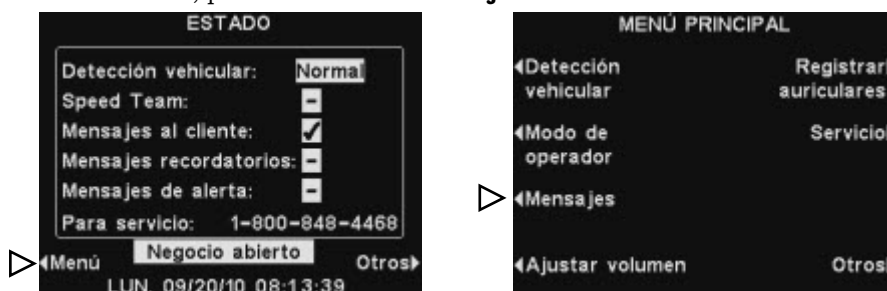 ESTADO
Detección vehicular: Normal
Speed Team: -
Mensajes al cliente: ✓
Mensajes recordatorios: -
Mensajes de alerta: -
Para servicio: 1-800-848-4468
Negocio abierto
Menú Otros
LUN 09/20/10 08:13:39
MENÚ PRINCIPAL
Detección vehicular
Registrar auriculares
Modo de operador
Servicio
Mensajes
Ajustar volumen
Otros